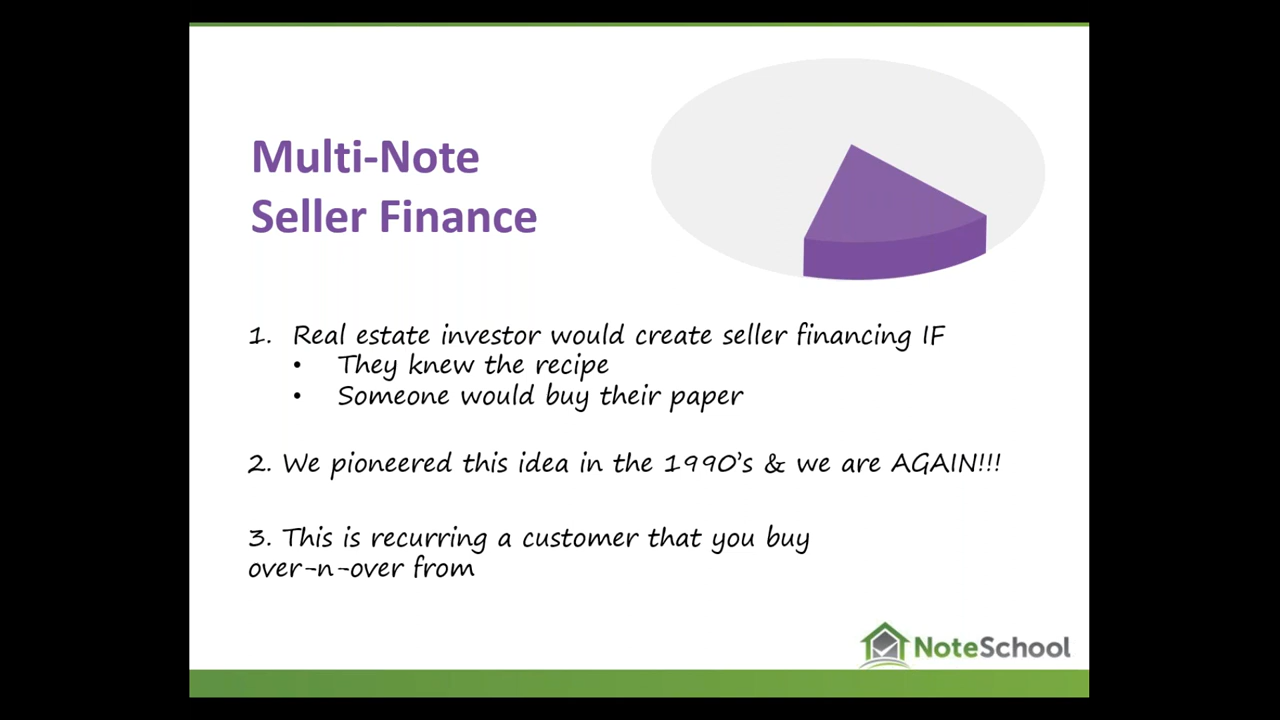 Multi-Note
Seller Finance
1. Real estate investor would create seller financing IF
• They knew the recipe
• Someone would buy their paper
2. We pioneered this idea in the 1990's & we are AGAIN!!!
3. This is recurring a customer that you buy
over-n-over from
NoteSchool